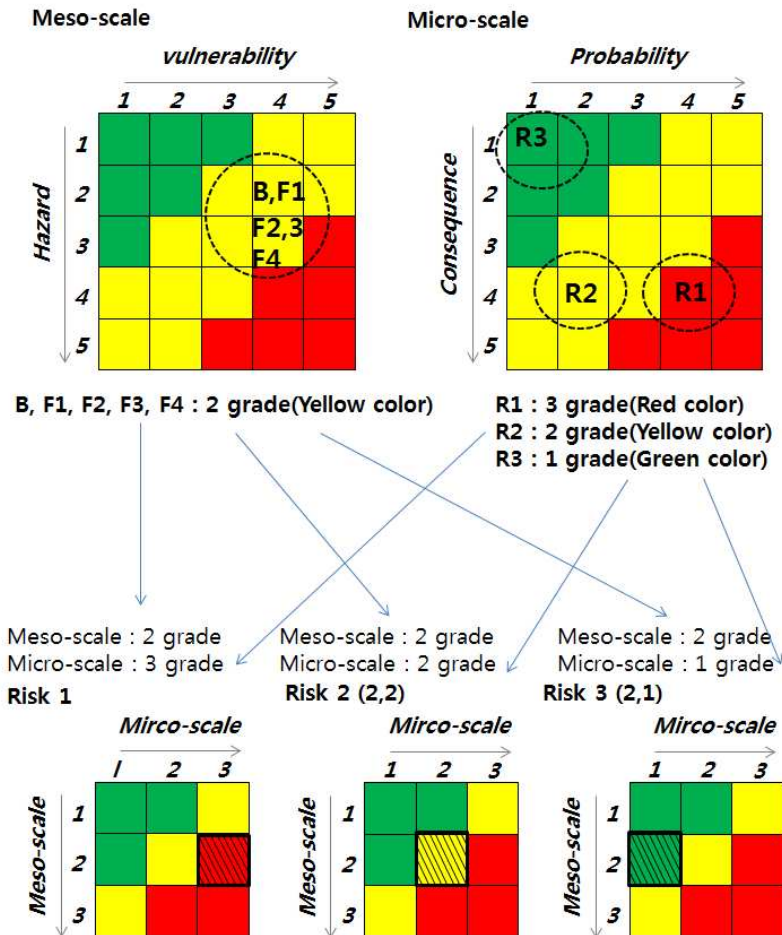 Meso-scale
Micro-scale
vulnerability
Probability
1 2 3 4 5
1 2 3 4 5
Hazard
1
2
3
4
5
B,F1
F2,3
F4
Consequence
1
2
3
4
5
R3
R2
R1
B, F1, F2, F3, F4 : 2 grade(Yellow color)
R1 : 3 grade(Red color)
R2 : 2 grade(Yellow color)
R3 : 1 grade(Green color)
Meso-scale : 2 grade
Micro-scale : 3 grade
Risk 1
Meso-scale : 2 grade
Micro-scale : 2 grade
Risk 2 (2,2)
Meso-scale : 2 grade
Micro-scale : 1 grade
Risk 3 (2,1)
Mirco-scale
I 2 3
Meso-scale
1
2
3
Mirco-scale
1 2 3
Meso-scale
1
2
3
Mirco-scale
1 2 3
Meso-scale
1
2
3